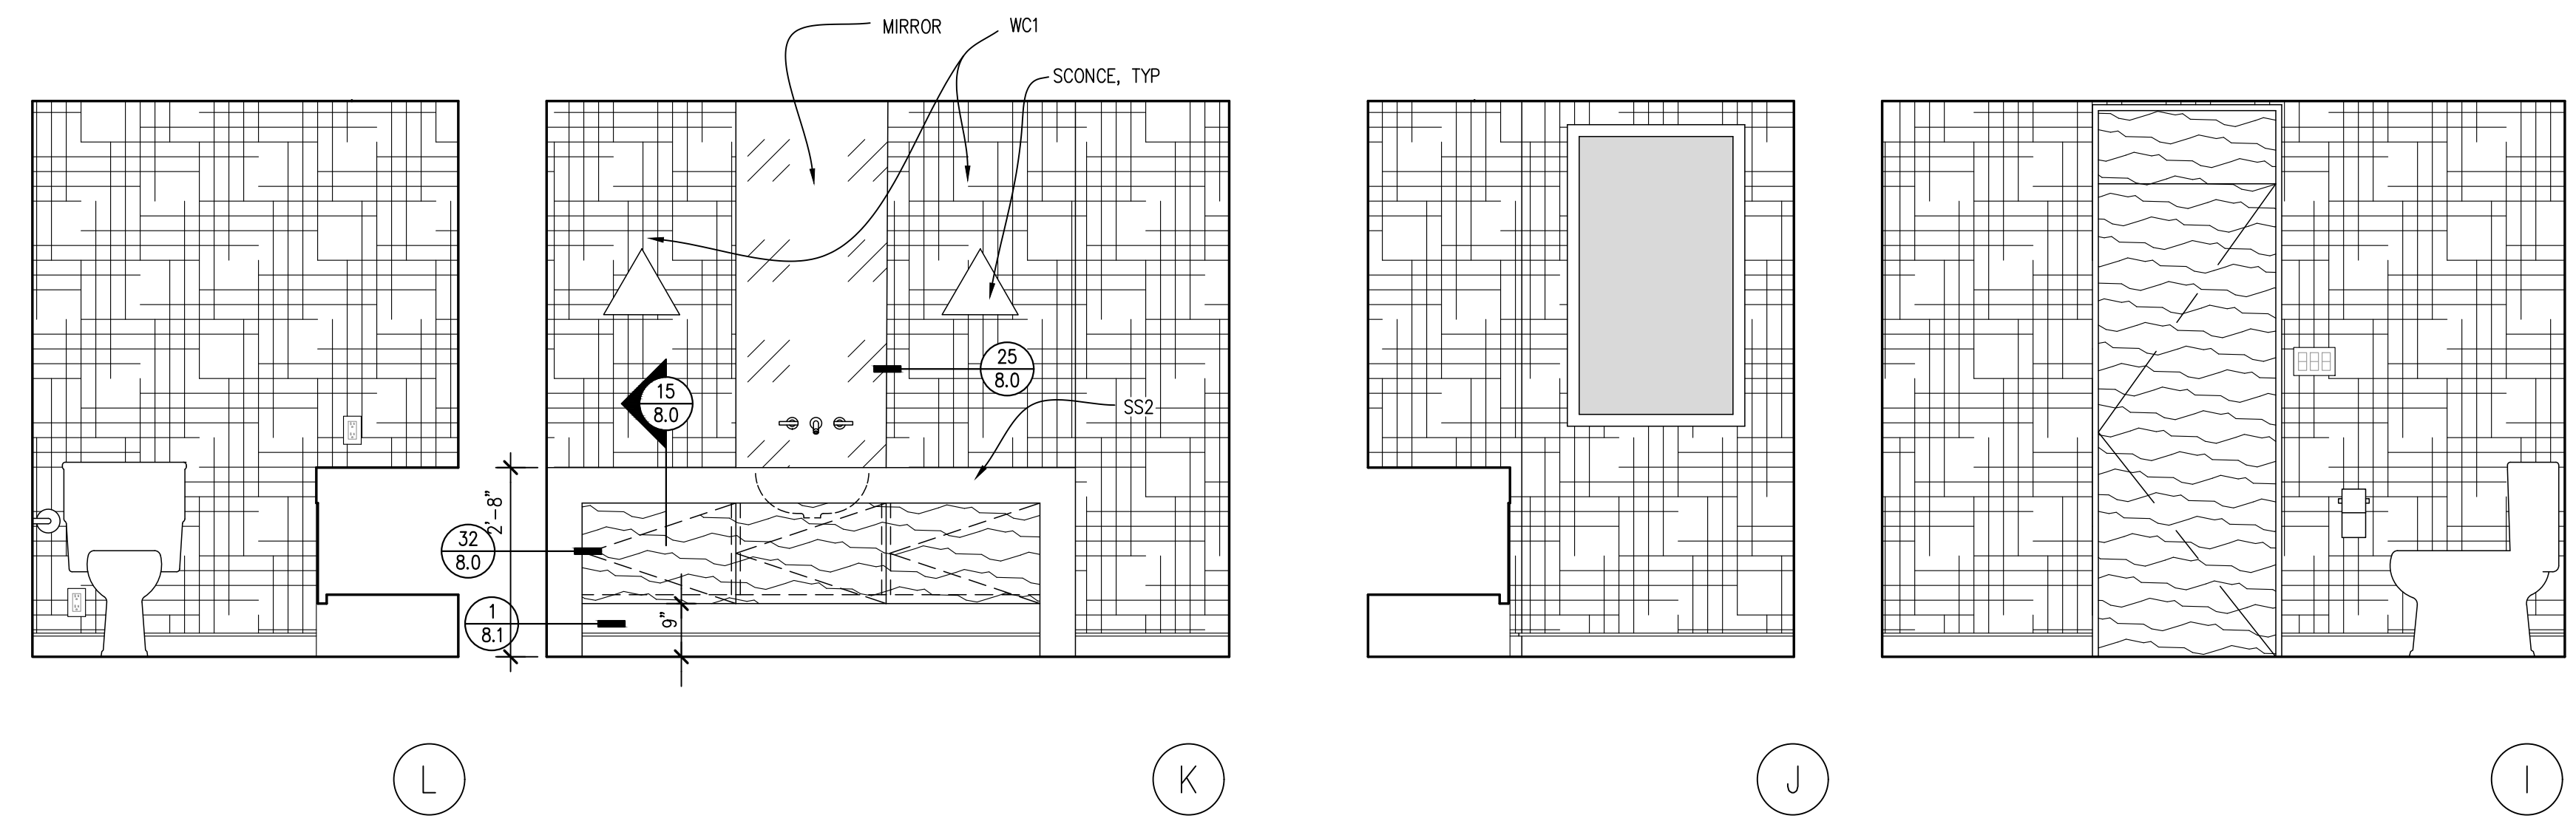 MIRROR
WC1
SCONCE, TYP
25
8.0
15
8.0
SS2
2'-8"
32
8.0
9"
1
8.1
L
K
J
I